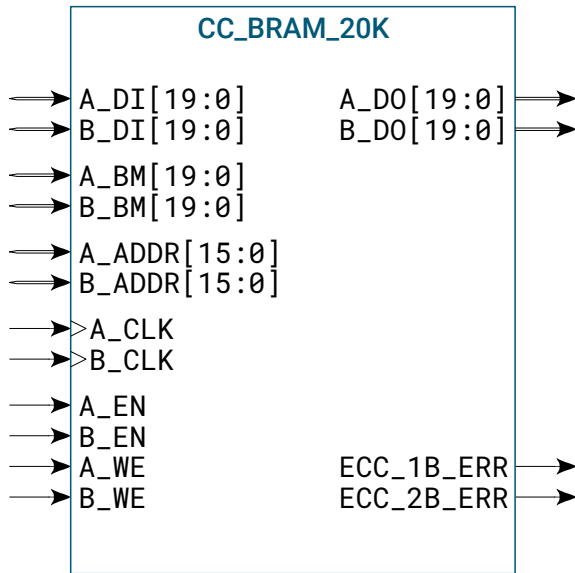 CC_BRAM_20K
A_DI[19:0] A_DO[19:0]
B_DI[19:0] B_DO[19:0]
A_BM[19:0]
B_BM[19:0]
A_ADDR[15:0]
B_ADDR[15:0]
A_CLK
B_CLK
A_EN
B_EN
A_WE ECC_1B_ERR
B_WE ECC_2B_ERR